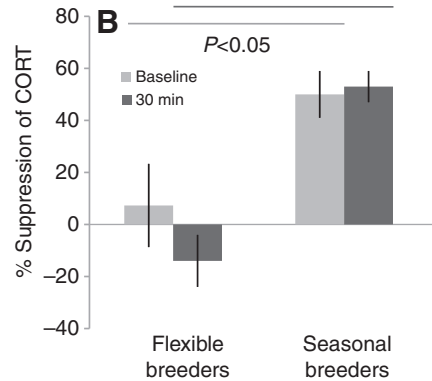 B
P<0.05
Baseline
30 min
% Suppression of CORT
80
60
40
20
0
–20
–40
Flexible
breeders
Seasonal
breeders